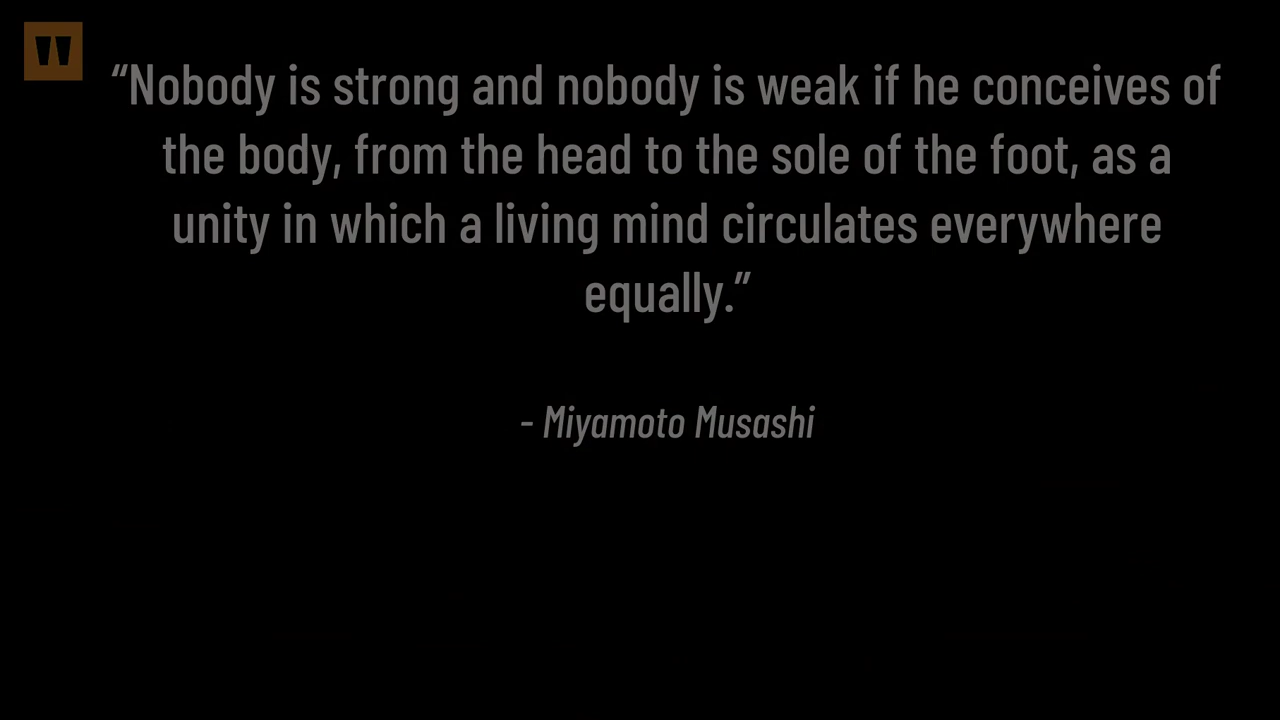 “Nobody is strong and nobody is weak if he conceives of
the body, from the head to the sole of the foot, as a
unity in which a living mind circulates everywhere
equally.”
- Miyamoto Musashi